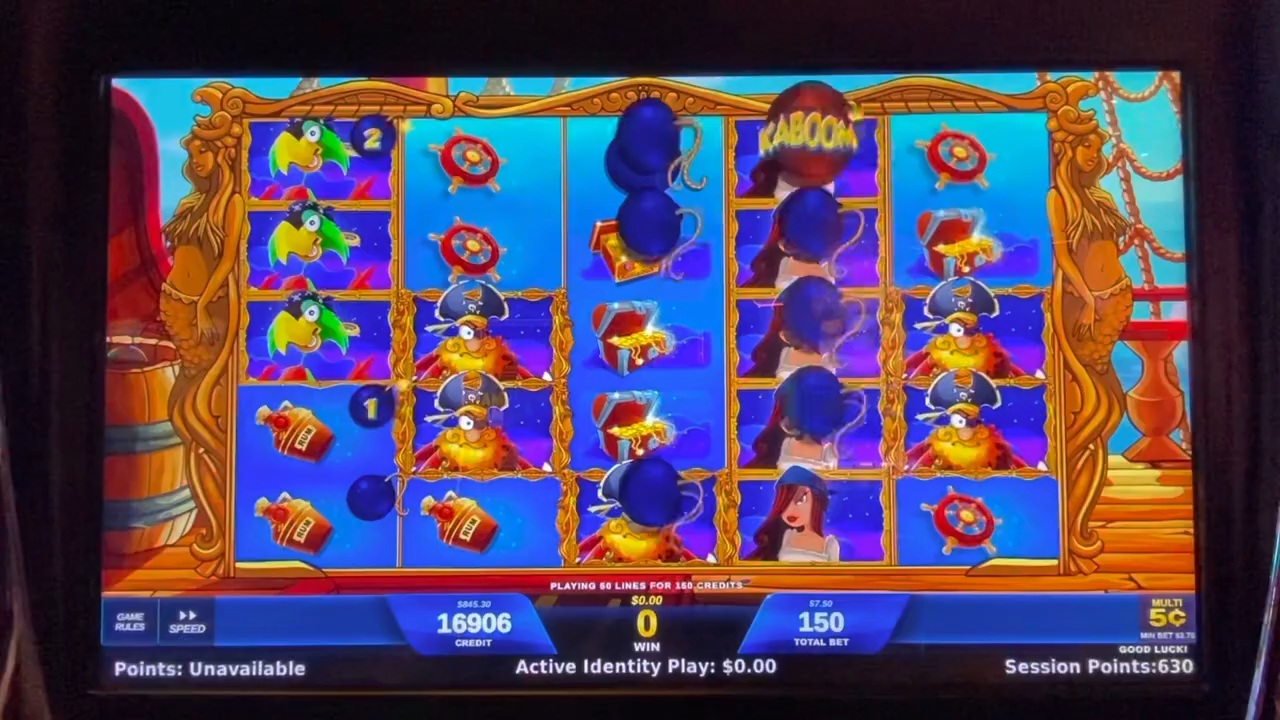 2
KABOOM
1
RUM
RUM
RUM
PLAYING 50 LINES FOR 150 CREDITS
GAME RULES
SPEED
$845.30
16906
CREDIT
$0.00
0
WIN
$7.50
150
TOTAL BET
MULTI
5¢
MIN BET $3.75
GOOD LUCK!
Points: Unavailable
Active Identity Play: $0.00
Session Points:630